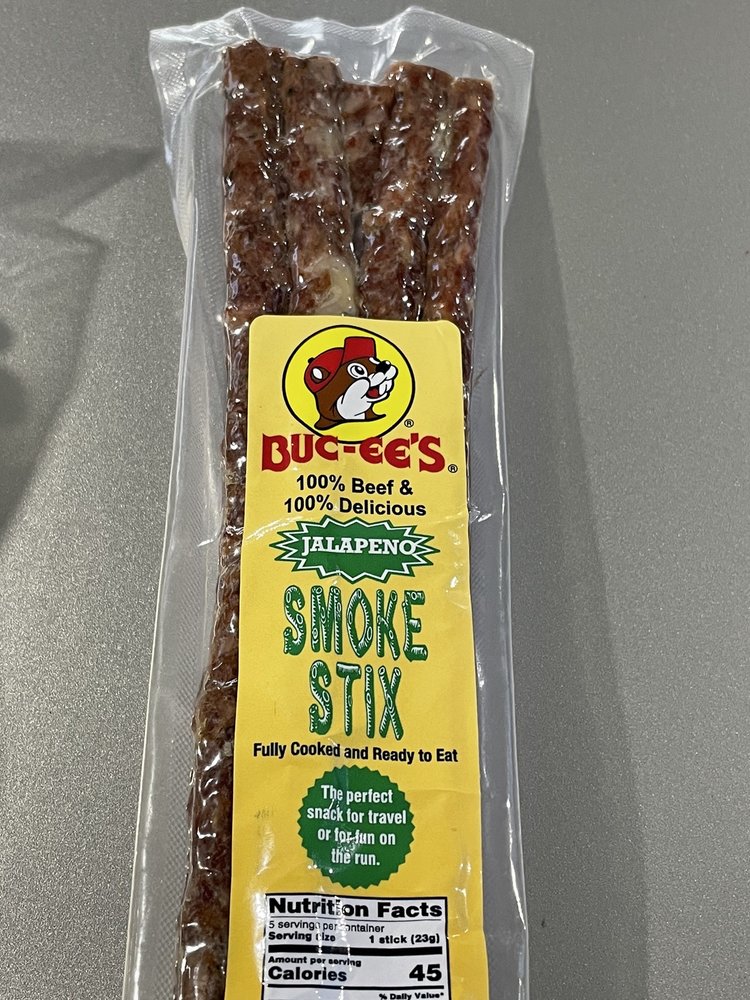 BUC-EE'S®
®
100% Beef &
100% Delicious
JALAPENO
SMOKE
STIX
Fully Cooked and Ready to Eat
The perfect
snack for travel
or for fun on
the run.
Nutrition Facts
5 servings per container
Serving size 1 stick (23g)
Amount per serving
Calories 45
% Daily Value*